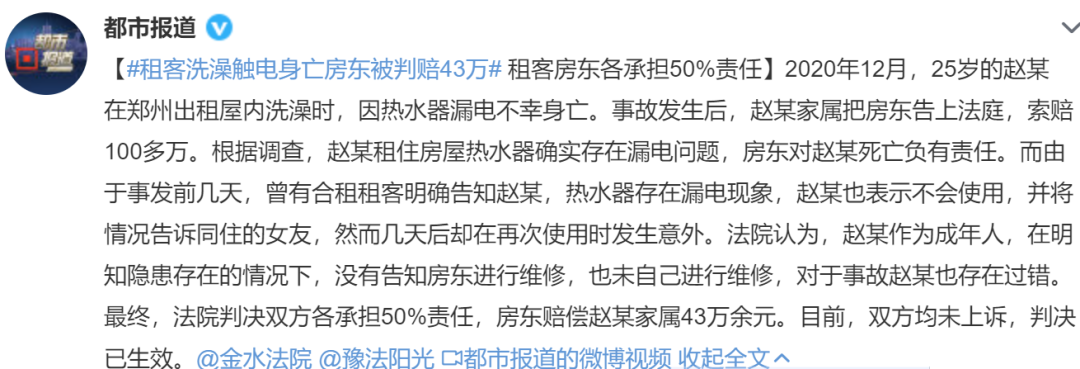 都市报道
【#租客洗澡触电身亡房东被判赔43万# 租客房东各承担50%责任】2020年12月，25岁的赵某
在郑州出租屋内洗澡时，因热水器漏电不幸身亡。事故发生后，赵某家属把房东告上法庭，索赔
100多万。根据调查，赵某租住房屋热水器确实存在漏电问题，房东对赵某死亡负有责任。而由
于事发前几天，曾有合租租客明确告知赵某，热水器存在漏电现象，赵某也表示不会使用，并将
情况告诉同住的女友，然而几天后却在再次使用时发生意外。法院认为，赵某作为成年人，在明
知隐患存在的情况下，没有告知房东进行维修，也未自己进行维修，对于事故赵某也存在过错。
最终，法院判决双方各承担50%责任，房东赔偿赵某家属43万余元。目前，双方均未上诉，判决
已生效。@金水法院 @豫法阳光 都市报道的微博视频 收起全文